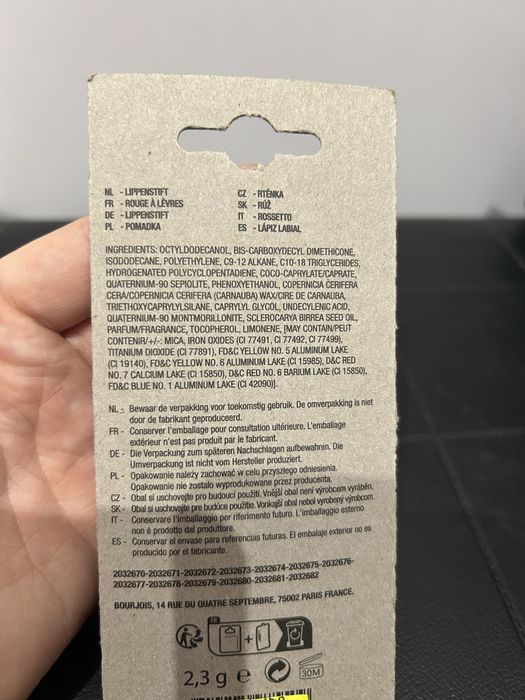 NL - LIPPENSTIFT
FR - ROUGE À LÈVRES
DE - LIPPENSTIFT
PL - POMADKA
CZ - RTĚNKA
SK - RÚŽ
IT - ROSSETTO
ES - LÁPIZ LABIAL
INGREDIENTS: OCTYLDODECANOL, BIS-CARBOXYDECYL DIMETHICONE,
ISODODECANE, POLYETHYLENE, C9-12 ALKANE, C10-18 TRIGLYCERIDES,
HYDROGENATED POLYCYCLOPENTADIENE, COCO-CAPRYLATE/CAPRATE,
QUATERNIUM-90 SEPIOLITE, PHENOXYETHANOL, COPERNICIA CERIFERA
CERA/COPERNICIA CERIFERA (CARNAUBA) WAX/CIRE DE CARNAUBA,
TRIETHOXYCAPRYLYLSILANE, CAPRYLYL GLYCOL, UNDECYLENIC ACID,
QUATERNIUM-90 MONTMORILLONITE, SCLEROCARYA BIRREA SEED OIL,
PARFUM/FRAGRANCE, TOCOPHEROL, LIMONENE, [MAY CONTAIN/PEUT
CONTENIR/+/-: MICA, IRON OXIDES (CI 77491, CI 77492, CI 77499),
TITANIUM DIOXIDE (CI 77891), FD&C YELLOW NO. 5 ALUMINUM LAKE
(CI 19140), FD&C YELLOW NO. 6 ALUMINUM LAKE (CI 15985), D&C RED
NO. 7 CALCIUM LAKE (CI 15850), D&C RED NO. 6 BARIUM LAKE (CI 15850),
FD&C BLUE NO. 1 ALUMINUM LAKE (CI 42090)].
NL - Bewaar de verpakking voor toekomstig gebruik. De omverpakking is niet
door de fabrikant geproduceerd.
FR - Conserver l'emballage pour consultation ultérieure. L'emballage
extérieur n'est pas produit par le fabricant.
DE - Die Verpackung zum späteren Nachschlagen aufbewahren. Die
Umverpackung ist nicht vom Hersteller produziert.
PL - Opakowanie należy zachować w celu przyszłego odniesienia.
Opakowanie nie zostało wyprodukowane przez producenta.
CZ - Obal si uschovejte pro budoucí použití. Vnější obal není výrobcem vyráběn.
SK - Obal si uschovejte pre budúce použitie. Vonkajší obal nebol vyrobený výrobcom.
IT - Conservare l'imballaggio per riferimento futuro. L'imballaggio esterno
non è prodotto dal produttore.
ES - Conservar el envase para referencias futuras. El embalaje exterior no es
producido por el fabricante.
2032670-2032671-2032672-2032673-2032674-2032675-2032676-
2032677-2032678-2032679-2032680-2032681-2032682
BOURJOIS, 14 RUE DU QUATRE SEPTEMBRE, 75002 PARIS FRANCE.
FR
+
2,3 g e
30M